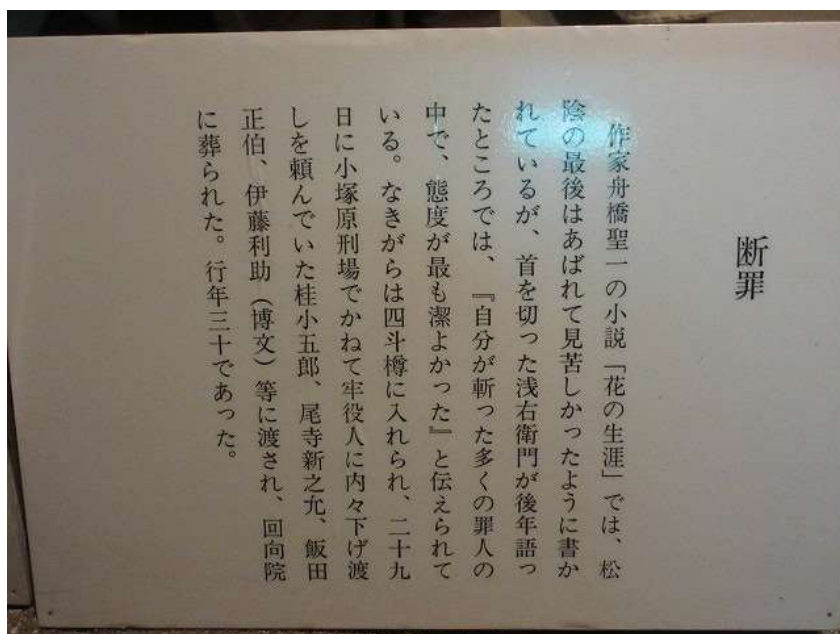 断罪
作家舟橋聖一の小説「花の生涯」では、松
陰の最後はあばれて見苦しかったように書か
れているが、首を切った浅右衛門が後年語っ
たところでは、『自分が斬った多くの罪人の
中で、態度が最も潔よかった』と伝えられて
いる。なきがらは四斗樽に入れられ、二十九
日に小塚原刑場でかねて牢役人に内々下げ渡
しを頼んでいた桂小五郎、尾寺新之允、飯田
正伯、伊藤利助（博文）等に渡され、回向院
に葬られた。行年三十であった。